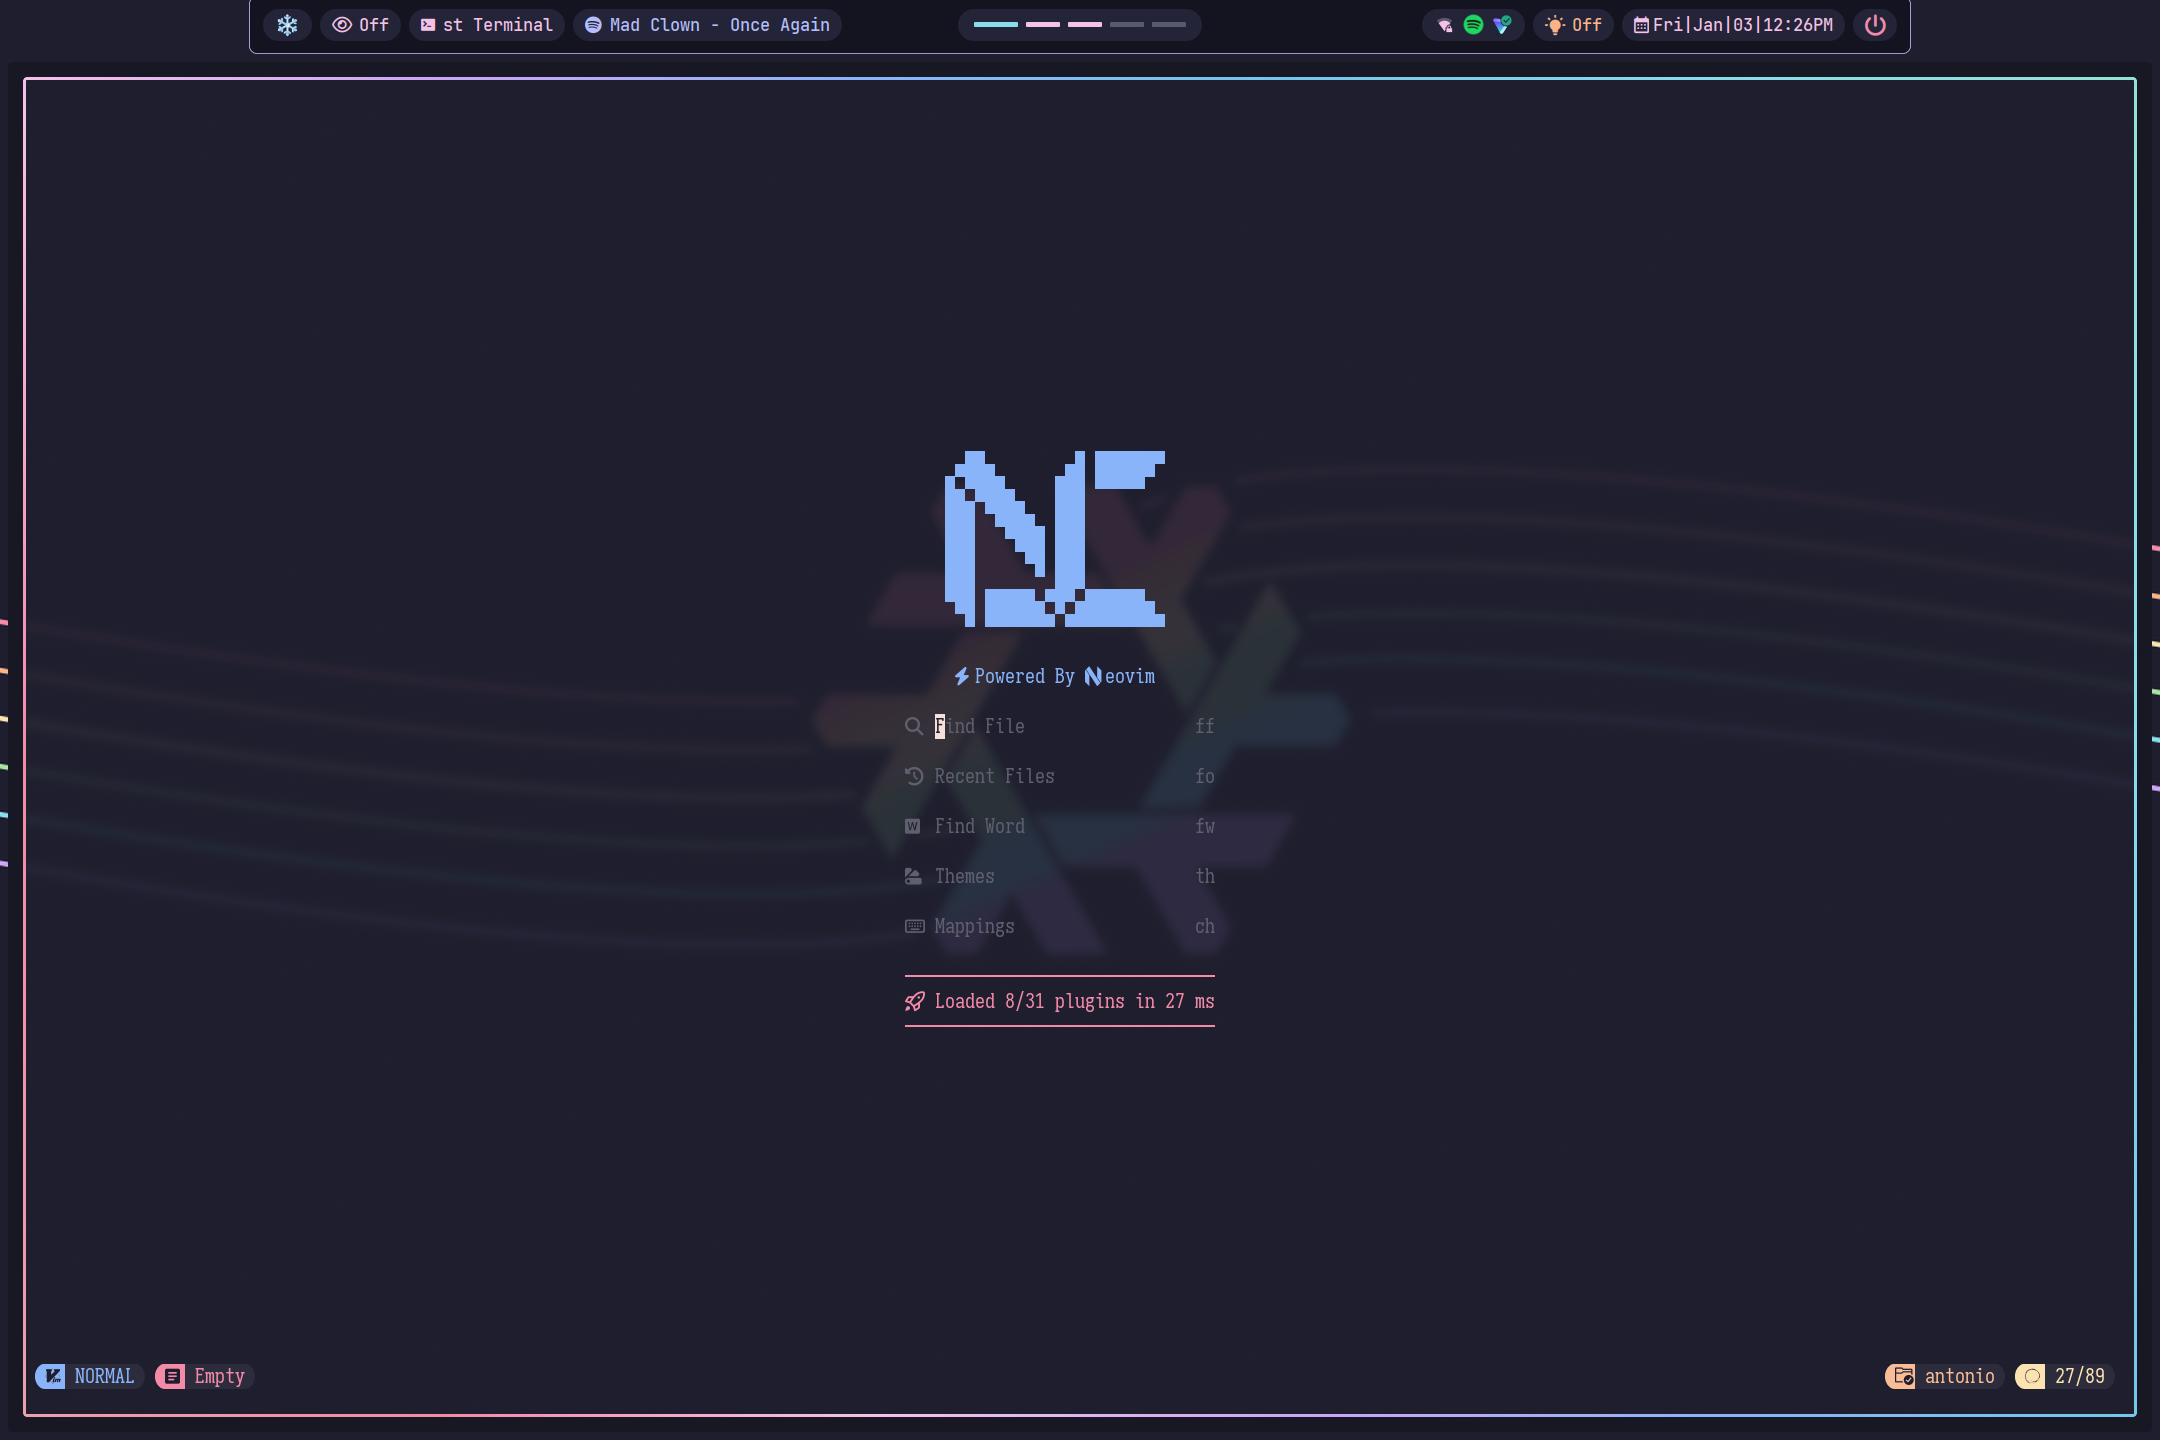 Off
st Terminal
Mad Clown - Once Again
Off
Fri|Jan|03|12:26PM
Powered By Neovim
Find File ff
Recent Files fo
Find Word fw
Themes th
Mappings ch
Loaded 8/31 plugins in 27 ms
NORMAL
Empty
antonio
27/89